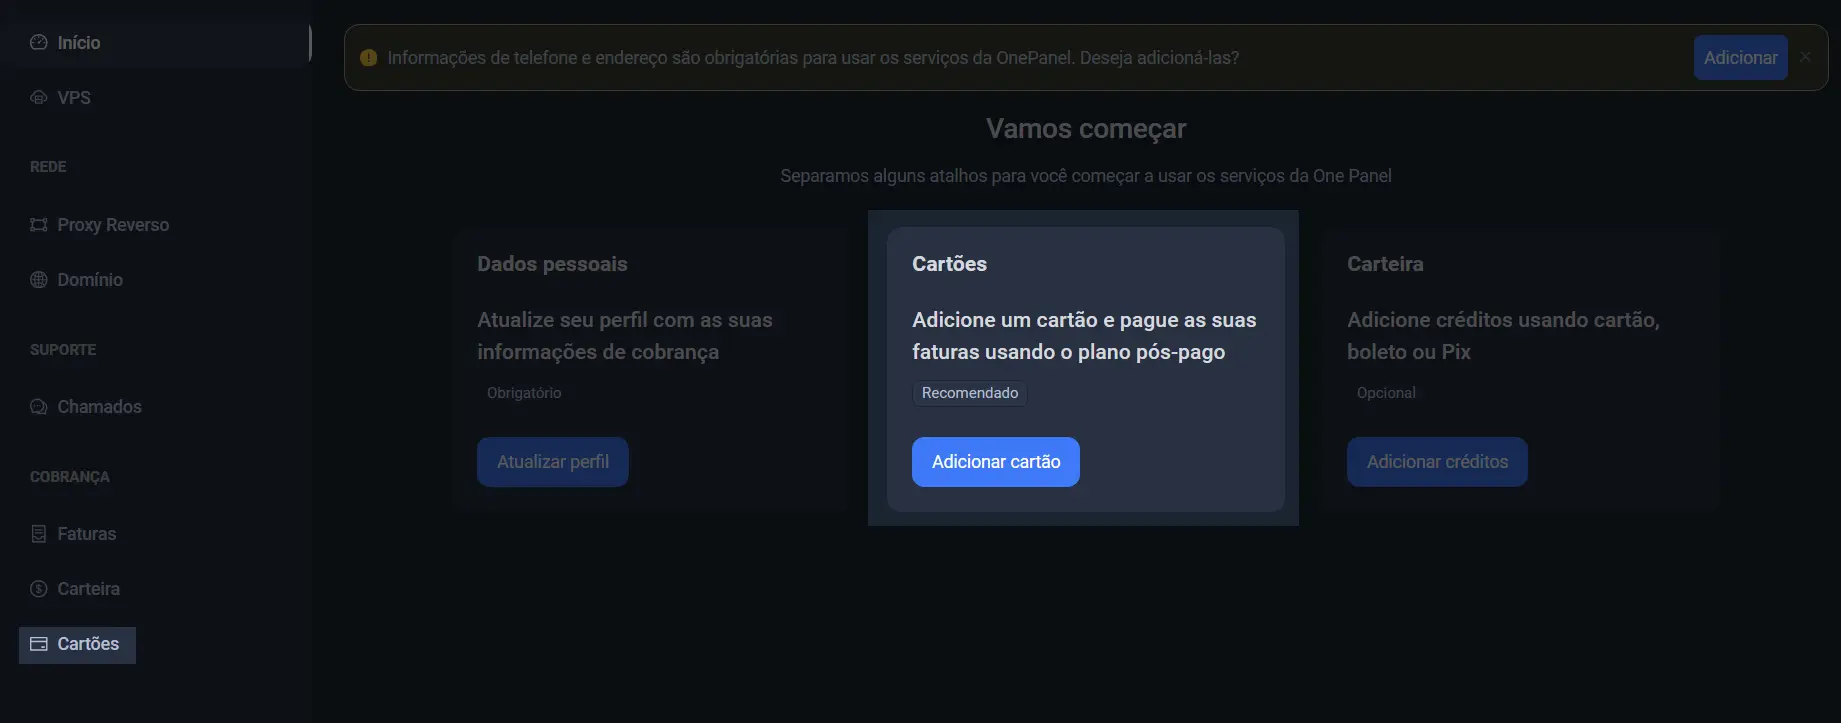 Início
VPS
REDE
Proxy Reverso
Domínio
SUPORTE
Chamados
COBRANÇA
Faturas
Carteira
Cartões
Informações de telefone e endereço são obrigatórias para usar os serviços da OnePanel. Deseja adicioná-las?
Adicionar
Vamos começar
Separamos alguns atalhos para você começar a usar os serviços da One Panel
Dados pessoais
Atualize seu perfil com as suas
informações de cobrança
Obrigatório
Atualizar perfil
Cartões
Adicione um cartão e pague as suas
faturas usando o plano pós-pago
Recomendado
Adicionar cartão
Carteira
Adicione créditos usando cartão,
boleto ou Pix
Opcional
Adicionar créditos